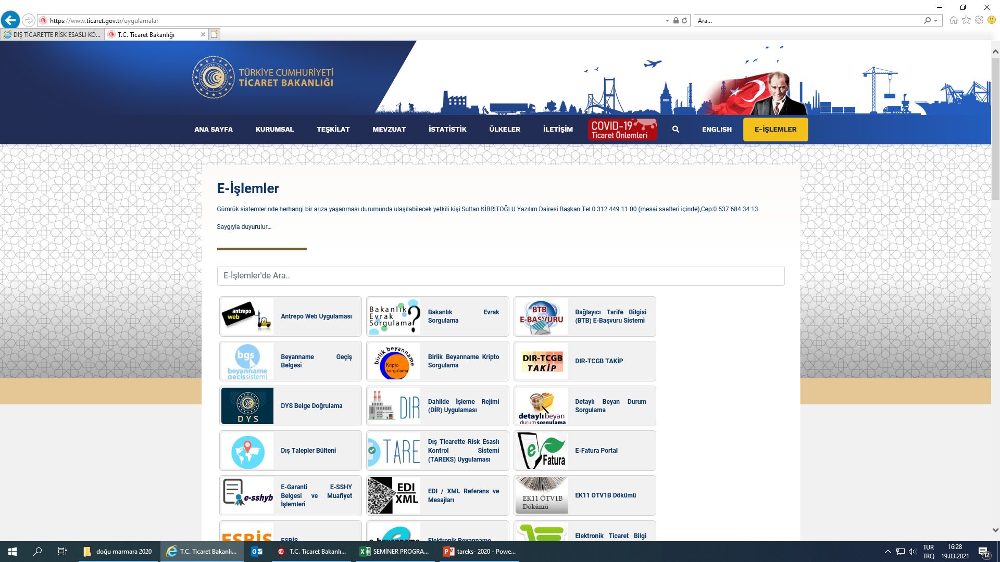 https://www.ticaret.gov.tr/uygulamalar
Ara...
DIŞ TİCARETTE RİSK ESASLI KO...
T.C. Ticaret Bakanlığı
TÜRKİYE CUMHURİYETİ
TİCARET BAKANLIĞI
ANA SAYFA
KURUMSAL
TEŞKİLAT
MEVZUAT
İSTATİSTİK
ÜLKELER
İLETİŞİM
COVID-19
Ticaret Önlemleri
ENGLISH
E-İŞLEMLER
E-İşlemler
Gümrük sistemlerinde herhangi bir arıza yaşanması durumunda ulaşılabilecek yetkili kişi:Sultan KİBRİTOĞLU Yazılım Dairesi BaşkanıTel 0 312 449 11 00 (mesai saatleri içinde),Cep:0 537 684 34 13
Saygıyla duyurulur...
E-İşlemler'de Ara..
antrepo
web
Antrepo Web Uygulaması
Bakanlık
Evrak
Sorgulama
Bakanlık Evrak
Sorgulama
BTB
E-BAŞVURU
Bağlayıcı Tarife Bilgisi
(BTB) E-Başvuru Sistemi
bgs
beyanname
geçissistemi
Beyanname Geçiş
Belgesi
birlik beyanname
Kripto
sorgulama
Birlik Beyanname Kripto
Sorgulama
DIR-TCGB
TAKİP
DIR-TCGB TAKİP
DYS
DYS Belge Doğrulama
DIR
Dahilde İşleme Rejimi
(DİR) Uygulaması
detaylı beyan
durum sorgulama
Detaylı Beyan Durum
Sorgulama
Dış Talepler Bülteni
TARE
Dış Ticarette Risk Esaslı
Kontrol Sistemi
(TAREKS) Uygulaması
e
Fatura
E-Fatura Portal
e-sshyb
E-Garanti E-SSHY
Belgesi ve Muafiyet
İşlemleri
EDI
XML
EDI / XML Referans ve
Mesajları
EK11 ÖTV1B
Dökümü
EK11 OTV1B Dökümü
ESBİS
ESBİS
e-beyanname
Elektronik Beyanname
Elektronik Ticaret Bilgi
doğu marmara 2020
T.C. Ticaret Bakanlı...
T.C. Ticaret Bakanlı...
SEMİNER PROGRA...
tareks- 2020 - Powe...
TUR
TRQ
16:28
19.03.2021
12